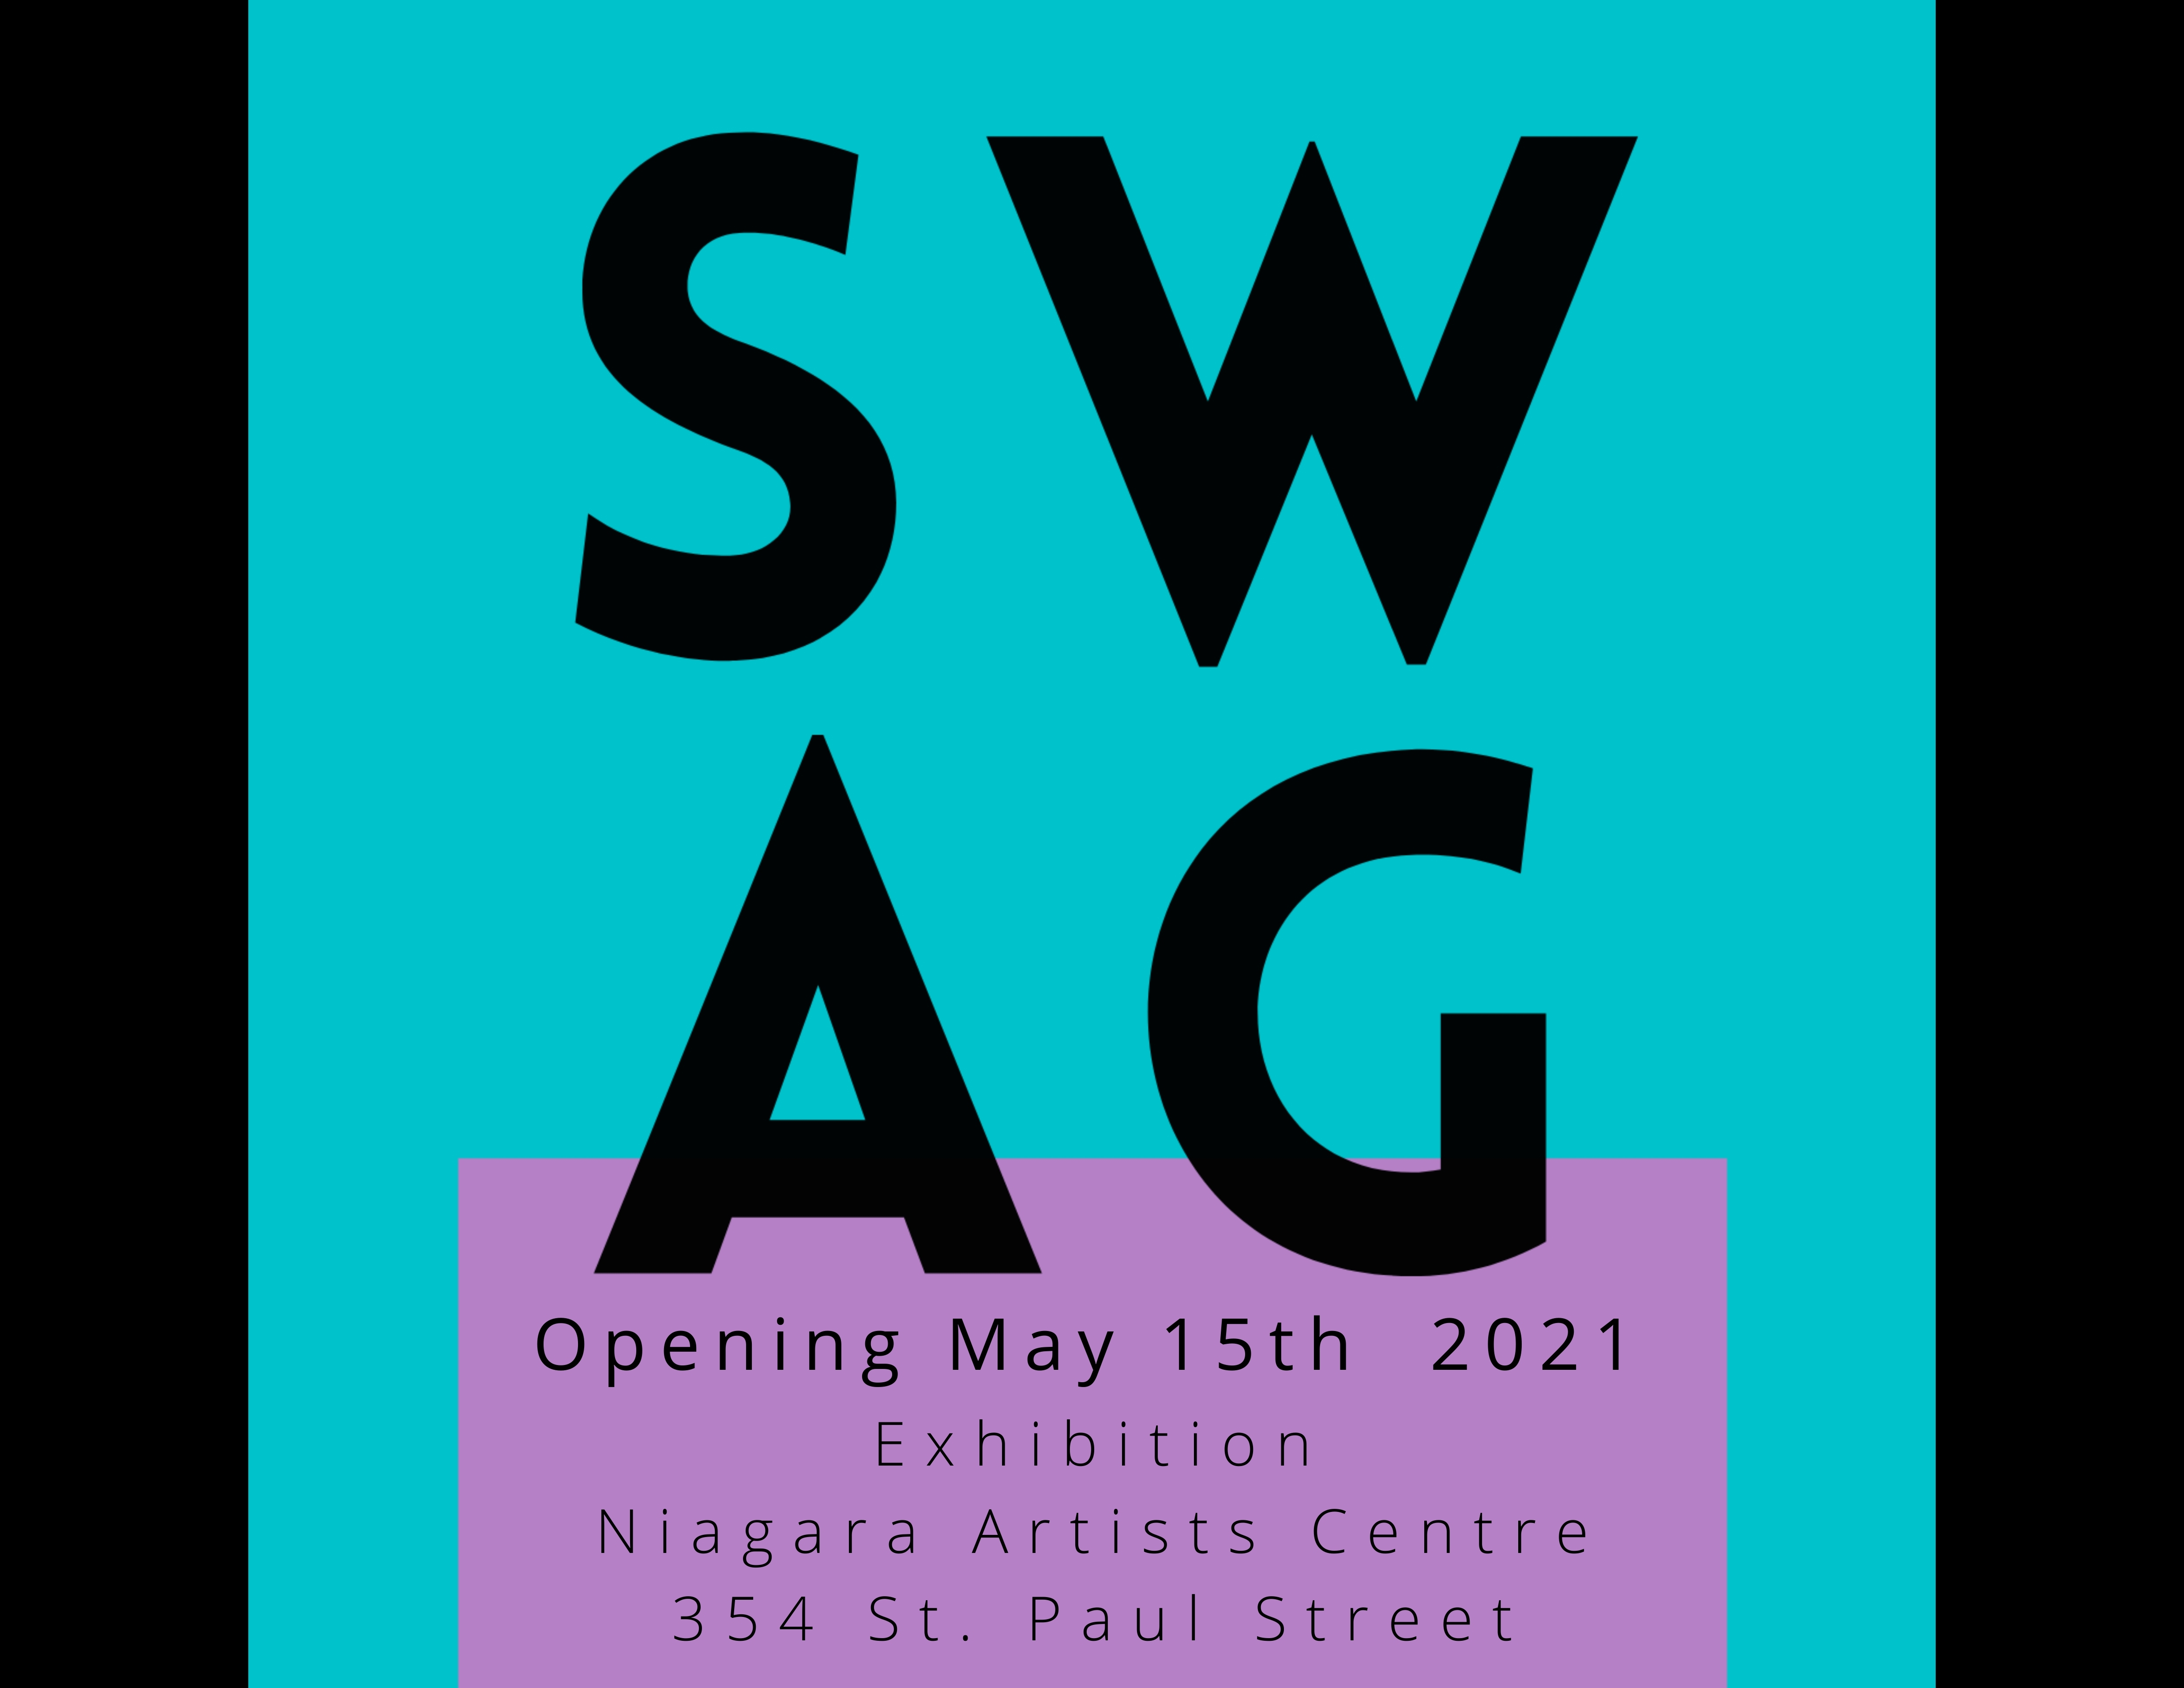 SW
AG
Opening May 15th 2021
Exhibition
Niagara Artists Centre
354 St. Paul Street